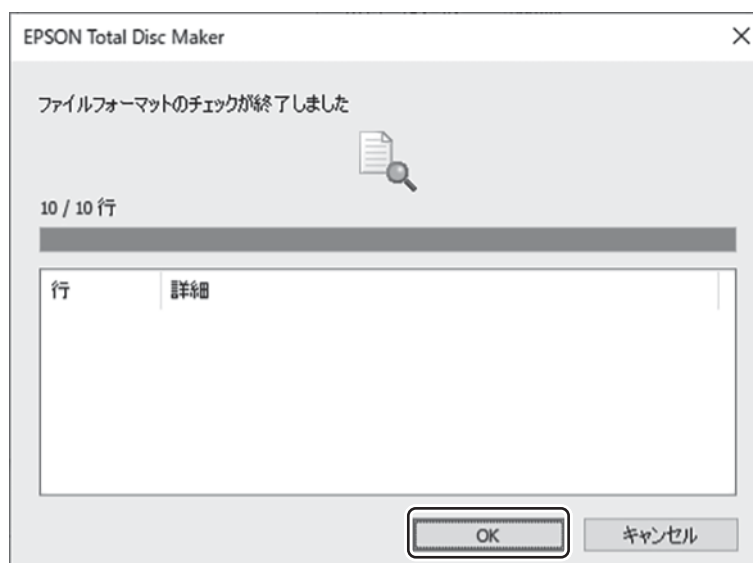 EPSON Total Disc Maker
ファイルフォーマットのチェックが終了しました
10 / 10 行
行 詳細
OK キャンセル